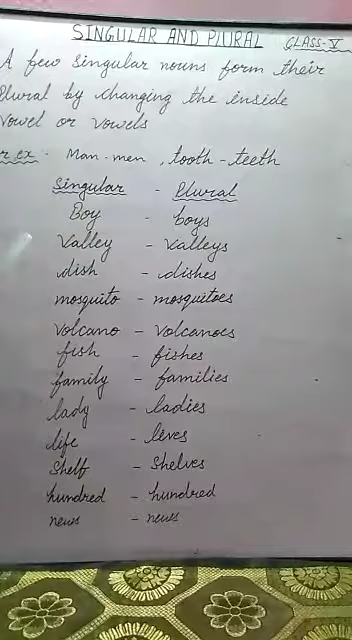 SINGULAR AND PLURAL CLASS-V
A few singular nouns form their
Plural by changing the inside
Vowel or vowels
r ex - Man-men, tooth-teeth
Singular - Plural
Boy - boys
Valley - Valleys
dish - dishes
mosquito - mosquitoes
Volcano - Volcanoes
fish - fishes
family - families
lady - ladies
life - leves
Shelf - Shelves
hundred - hundred
news - news